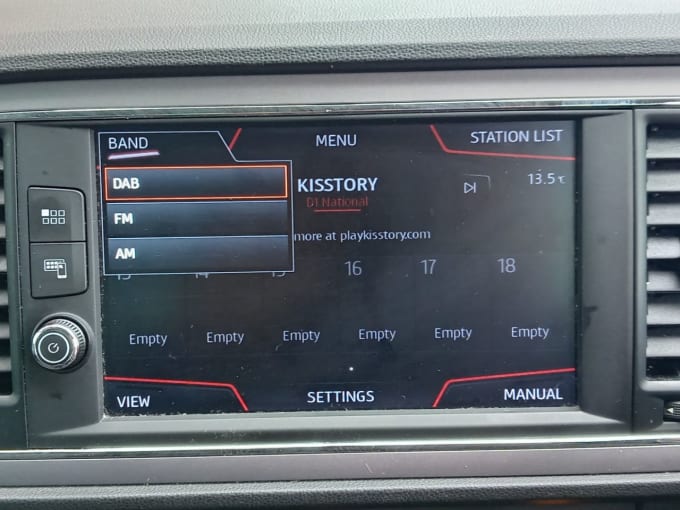 BAND MENU STATION LIST
DAB KISSTORY 13.5°C
D1 National
FM
more at playkisstory.com
AM
16 17 18
Empty Empty Empty Empty Empty Empty
VIEW SETTINGS MANUAL